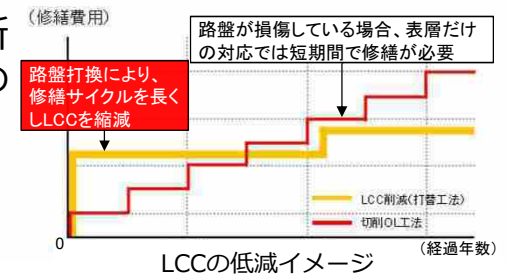 （修繕費用）
路盤が損傷している場合、表層だけ
の対応では短期間で修繕が必要
路盤打換により、
修繕サイクルを長く
しLCCを縮減
LCC削減(打替工法)
切削OL工法
0
（経過年数）
LCCの低減イメージ
の